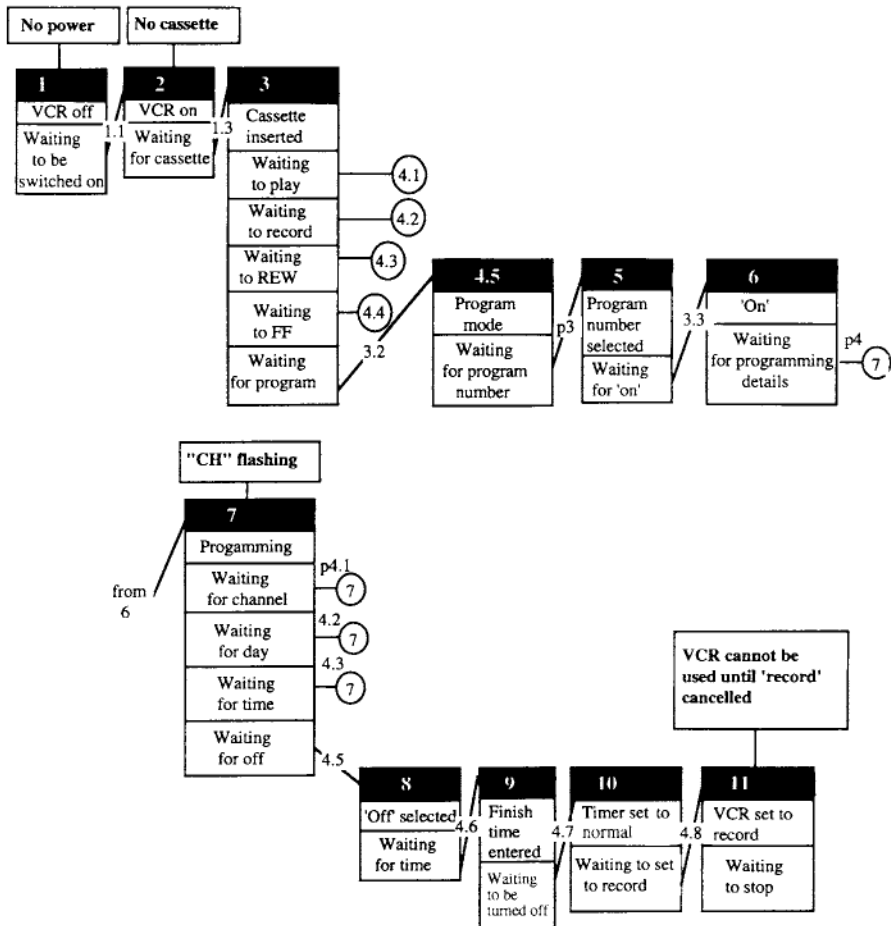 No power
No cassette
1
VCR off
Waiting
to be
switched on
1.1
2
VCR on
Waiting
for cassette
1.3
3
Cassette
inserted
Waiting
to play
4.1
Waiting
to record
4.2
Waiting
to REW
4.3
Waiting
to FF
4.4
Waiting
for program
3.2
4.5
Program
mode
Waiting
for program
number
p3
5
Program
number
selected
Waiting
for 'on'
3.3
6
'On'
Waiting
for programming
details
p4
7
"CH" flashing
from
6
7
Progamming
Waiting
for channel
p4.1
7
Waiting
for day
4.2
7
Waiting
for time
4.3
7
Waiting
for off
4.5
8
'Off' selected
Waiting
for time
4.6
9
Finish
time
entered
Waiting
to be
turned off
4.7
10
Timer set to
normal
Waiting to set
to record
4.8
VCR cannot be
used until 'record'
cancelled
11
VCR set to
record
Waiting
to stop